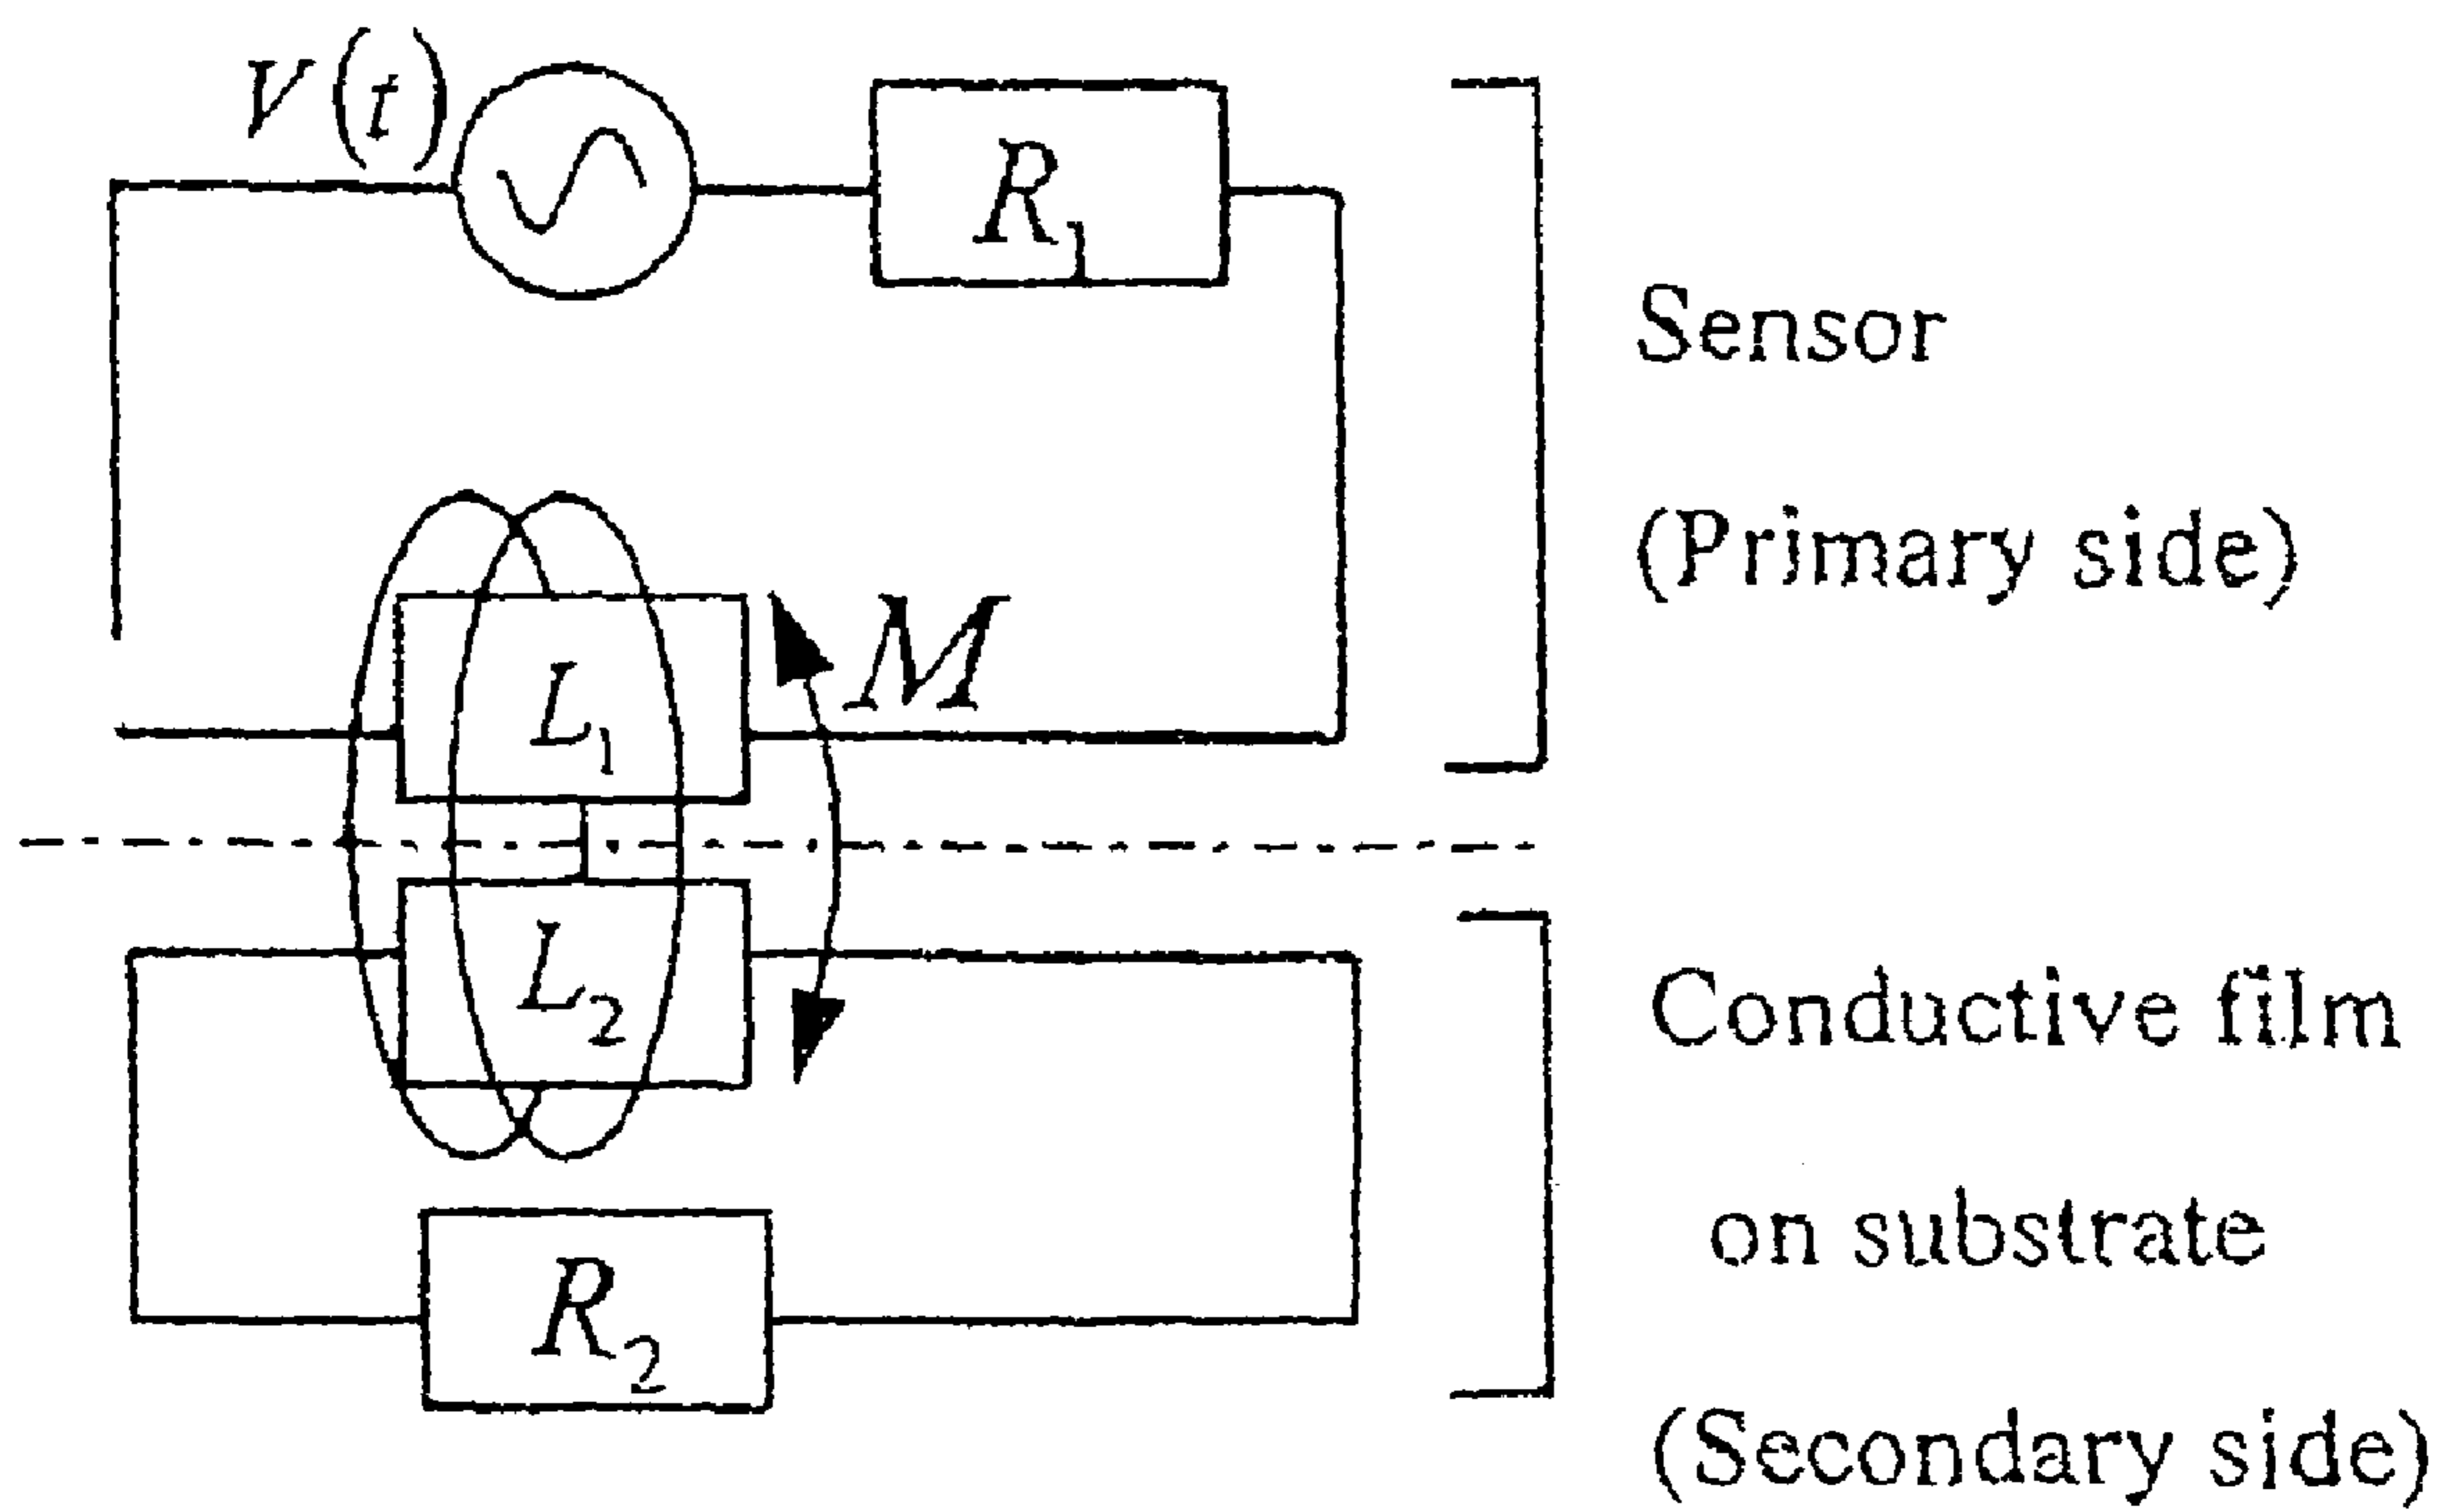 V(t)
R1
Sensor
(Primary side)
M
L1
L2
Conductive film
on substrate
R2
(Secondary side)